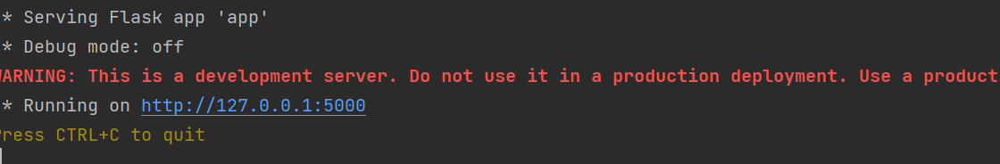 * Serving Flask app 'app'
* Debug mode: off
WARNING: This is a development server. Do not use it in a production deployment. Use a product
* Running on http://127.0.0.1:5000
Press CTRL+C to quit